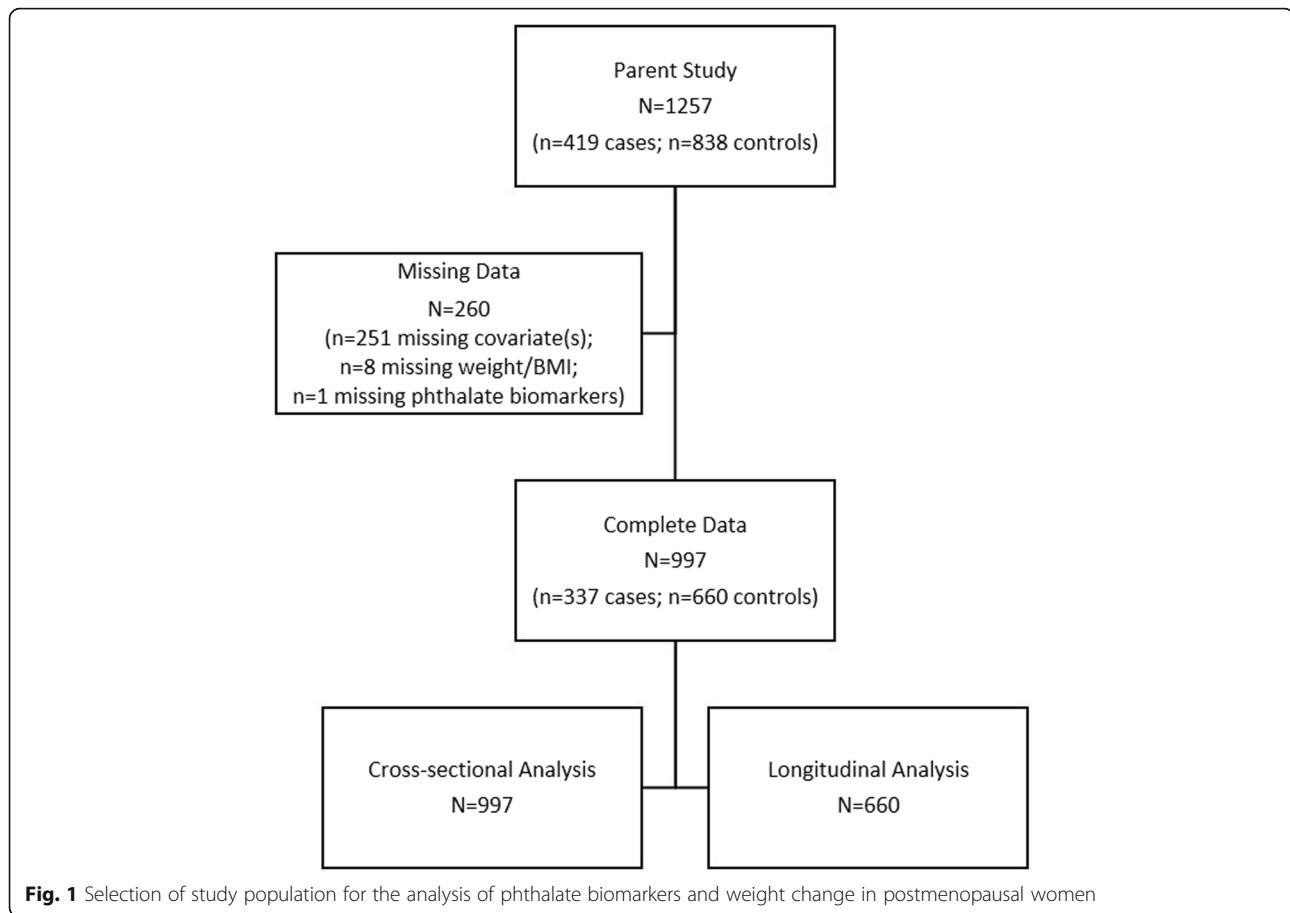 Parent Study
N=1257
(n=419 cases; n=838 controls)
Missing Data
N=260
(n=251 missing covariate(s);
n=8 missing weight/BMI;
n=1 missing phthalate biomarkers)
Complete Data
N=997
(n=337 cases; n=660 controls)
Cross-sectional Analysis
N=997
Longitudinal Analysis
N=660
Fig. 1 Selection of study population for the analysis of phthalate biomarkers and weight change in postmenopausal women